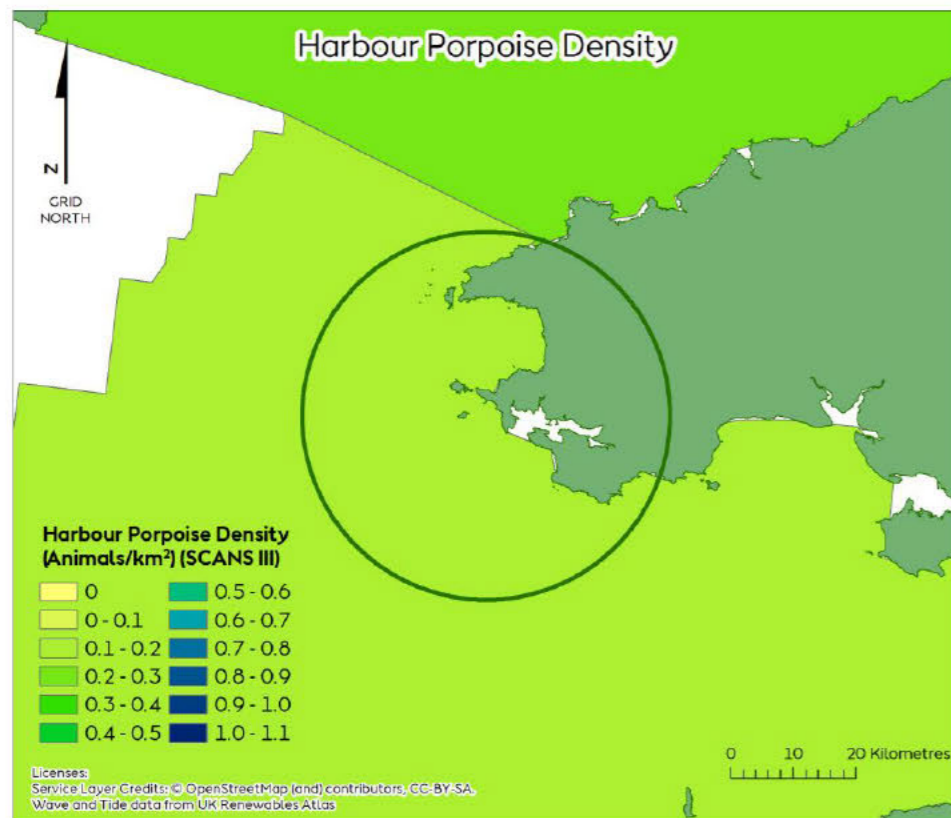 Harbour Porpoise Density
N
GRID
NORTH
Harbour Porpoise Density
(Animals/km²) (SCANS III)
0
0 - 0.1
0.1 - 0.2
0.2 - 0.3
0.3 - 0.4
0.4 - 0.5
0.5 - 0.6
0.6 - 0.7
0.7 - 0.8
0.8 - 0.9
0.9 - 1.0
1.0 - 1.1
0 10 20 Kilometres
Licenses:
Service Layer Credits: © OpenStreetMap (and) contributors, CC-BY-SA.
Wave and Tide data from UK Renewables Atlas